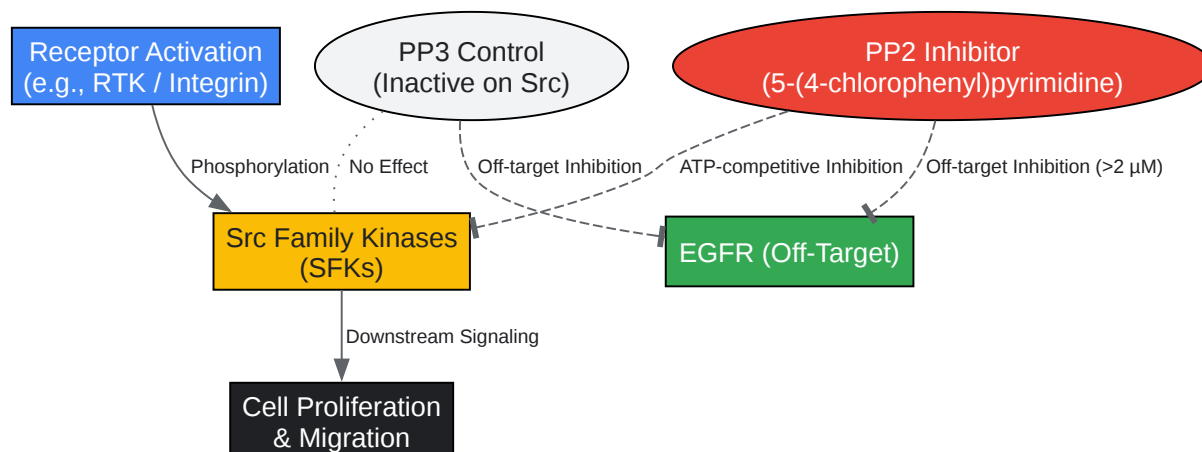 Receptor Activation
(e.g., RTK / Integrin)
PP3 Control
(Inactive on Src)
PP2 Inhibitor
(5-(4-chlorophenyl)pyrimidine)
Phosphorylation
No Effect
Off-target Inhibition
ATP-competitive Inhibition
Off-target Inhibition (>2 µM)
Src Family Kinases
(SFKs)
EGFR (Off-Target)
Downstream Signaling
Cell Proliferation
& Migration